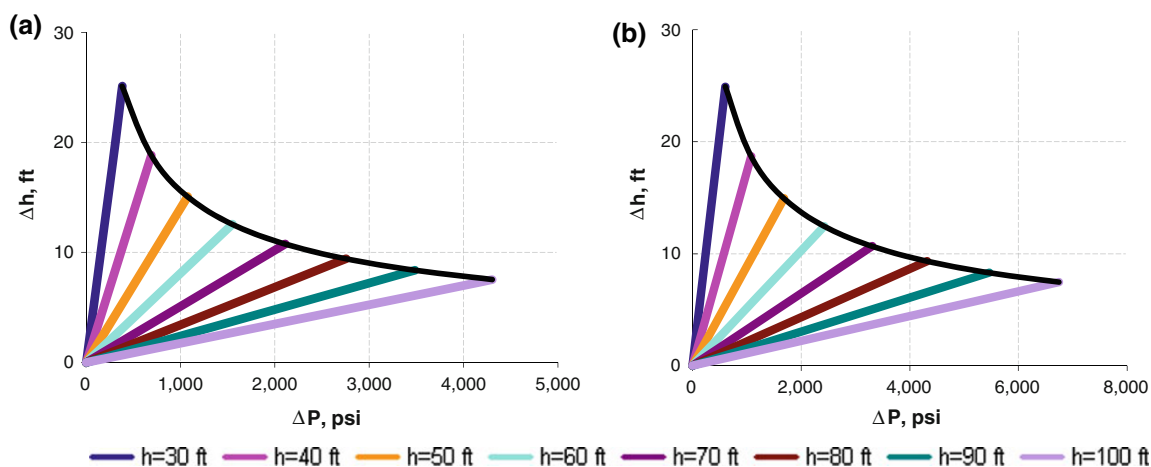 (a)
30
20
10
0
Δh, ft
0 1,000 2,000 3,000 4,000 5,000
ΔP, psi
(b)
30
20
10
0
Δh, ft
0 2,000 4,000 6,000 8,000
ΔP, psi
h=30 ft h=40 ft h=50 ft h=60 ft h=70 ft h=80 ft h=90 ft h=100 ft